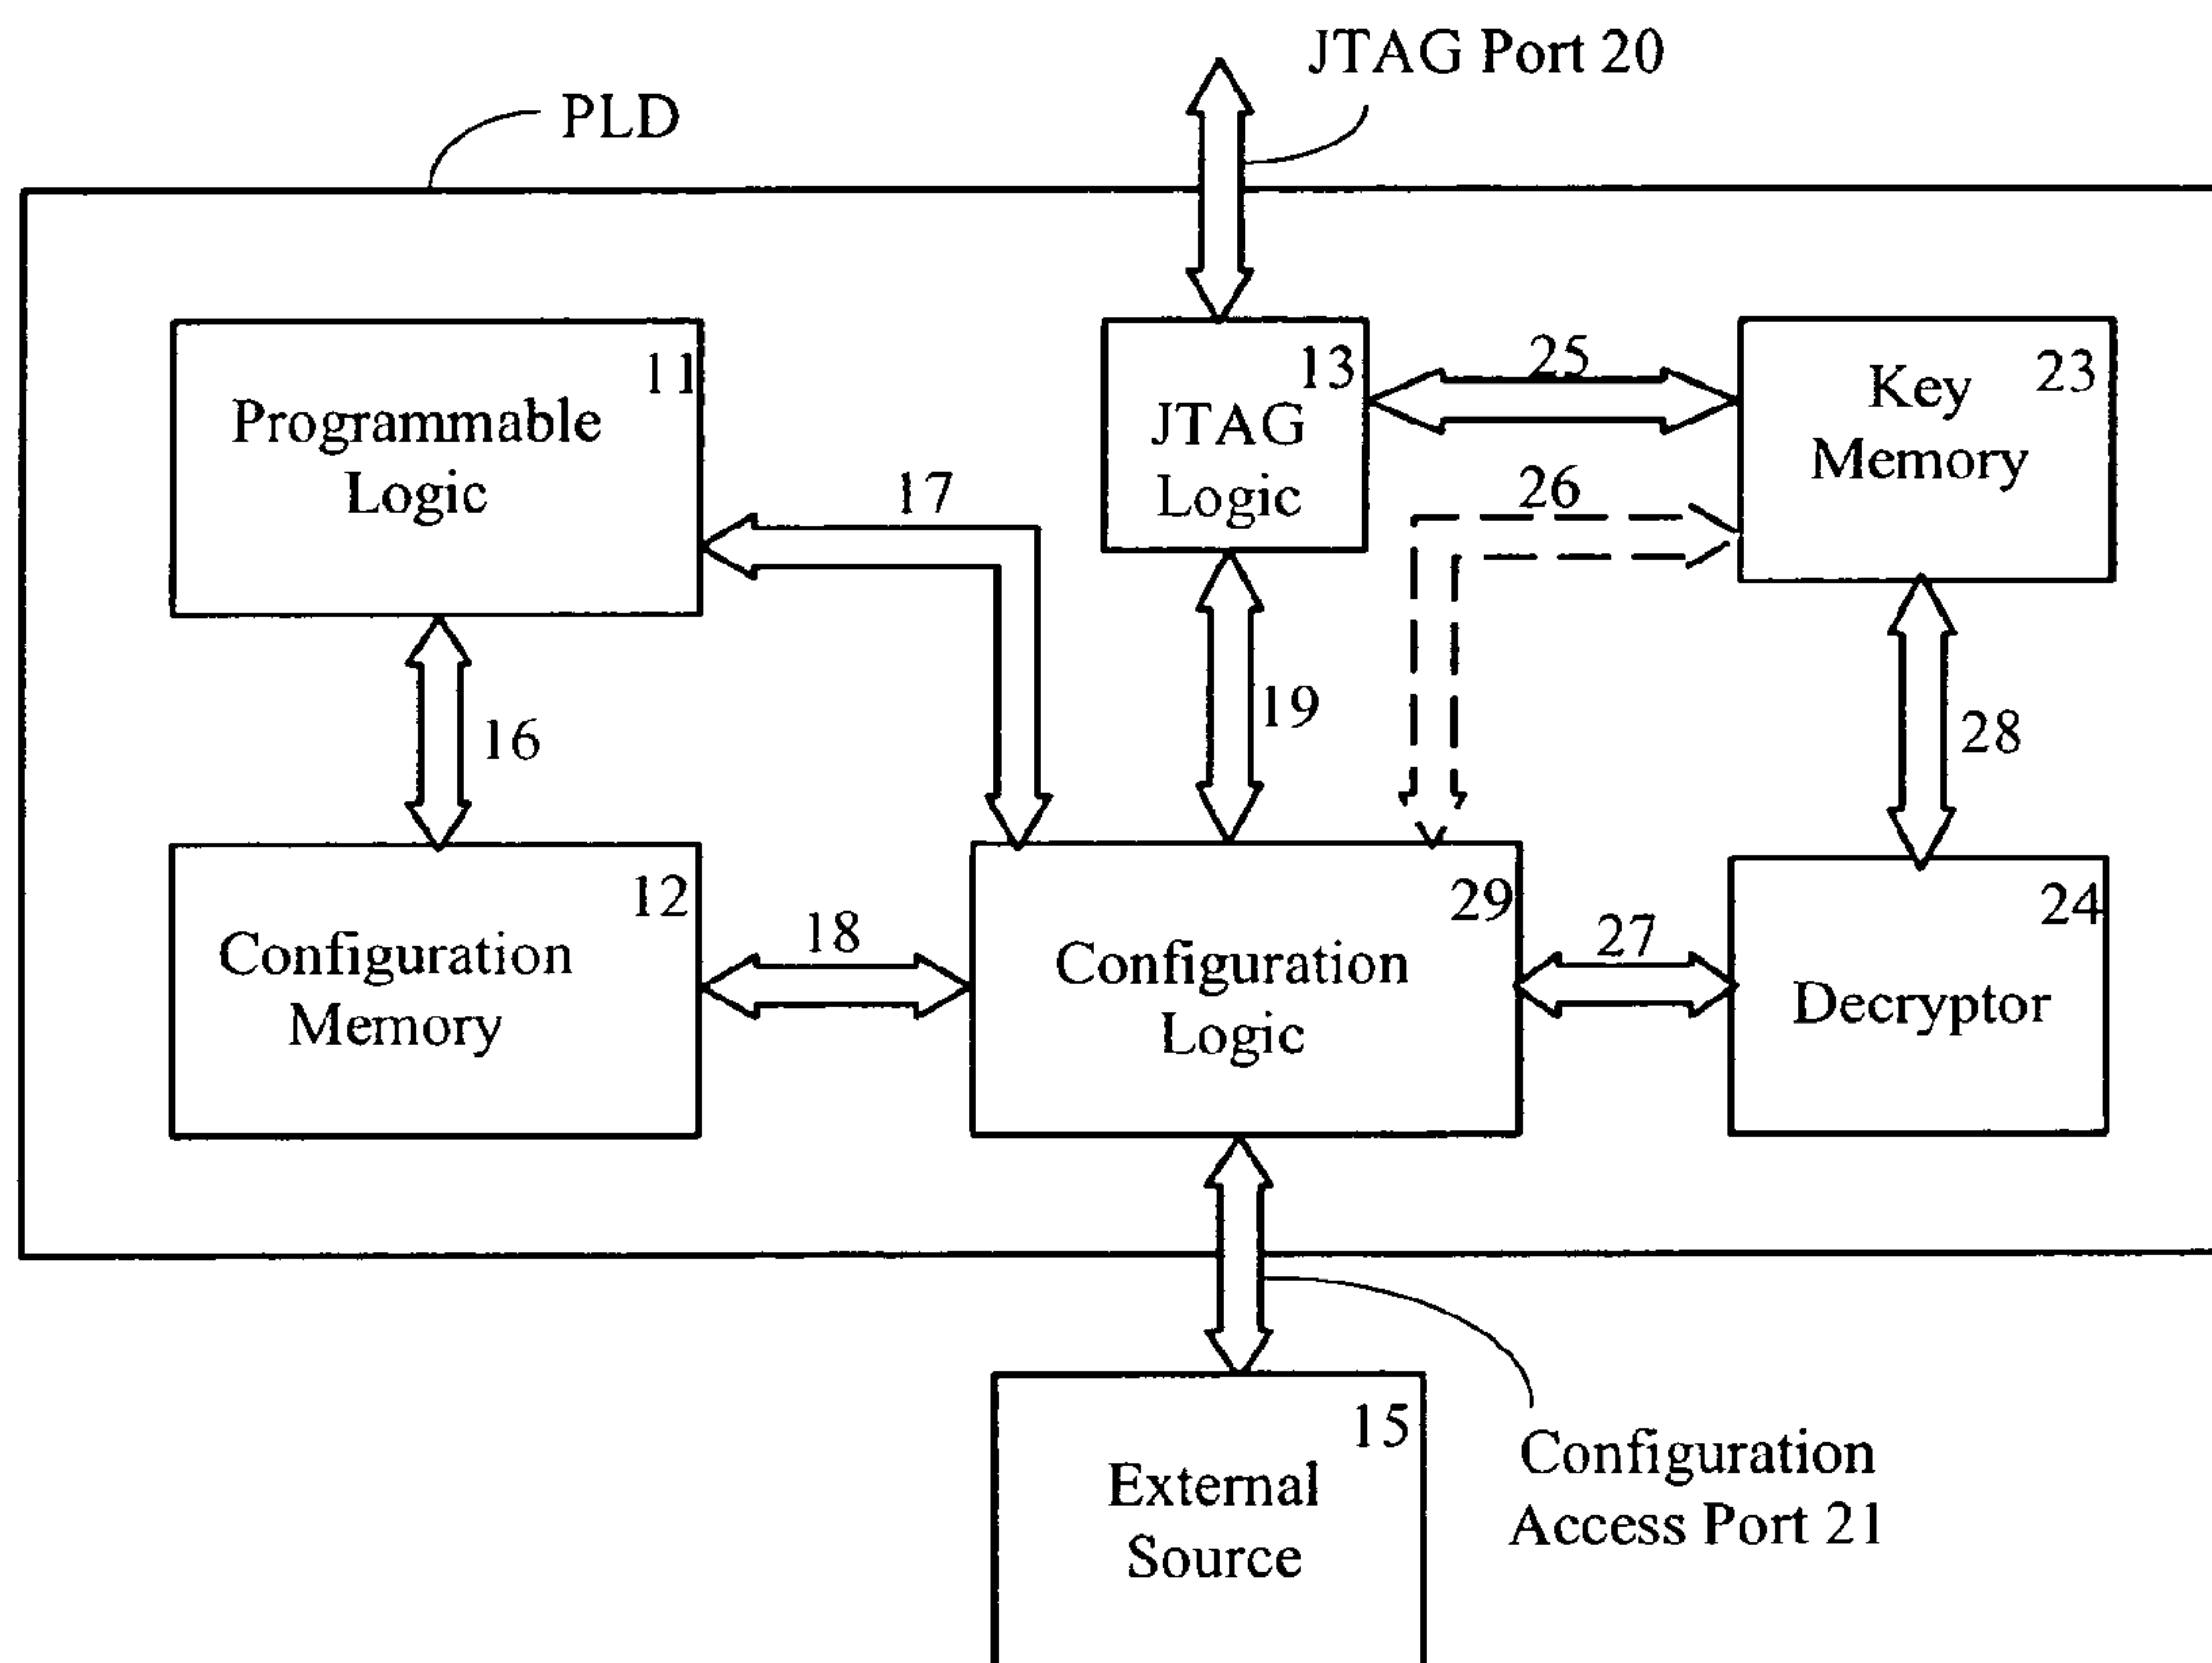 JTAG Port 20
PLD
11
Programmable
Logic
13
JTAG
Logic
25
23
Key
Memory
17
26
16
19
28
12
Configuration
Memory
18
29
Configuration
Logic
27
24
Decryptor
15
External
Source
Configuration
Access Port 21